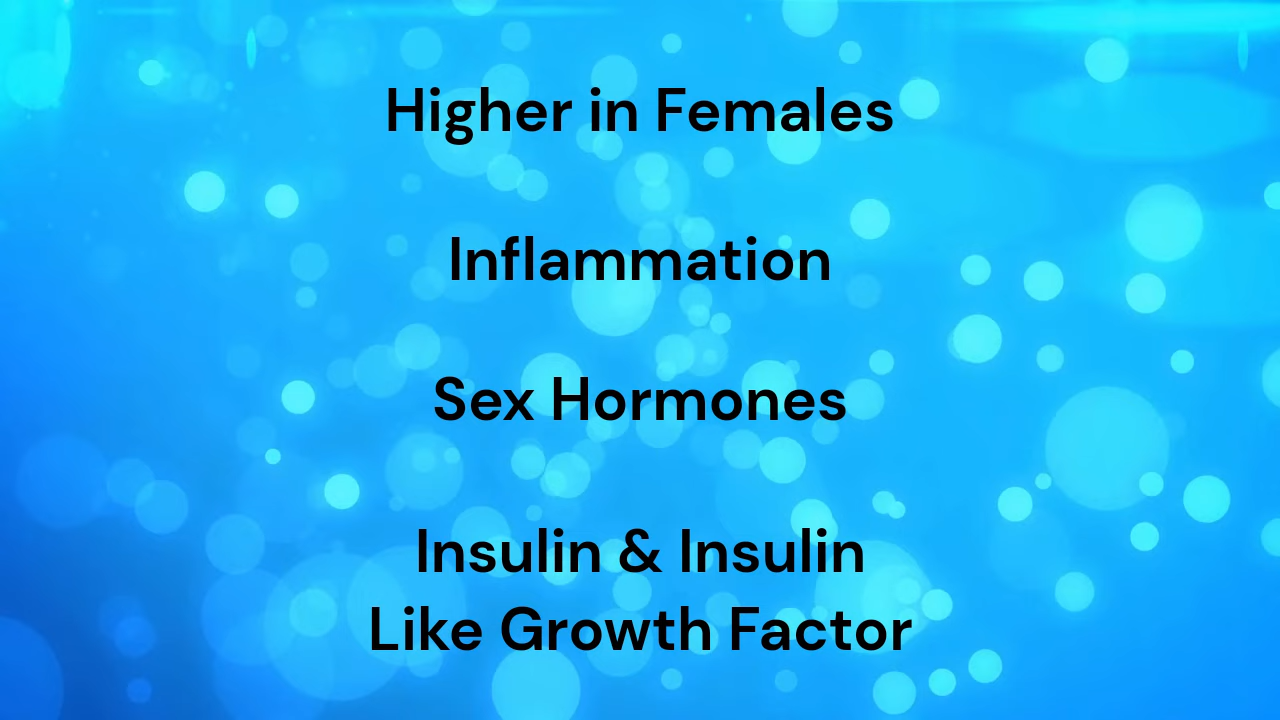 Higher in Females
Inflammation
Sex Hormones
Insulin & Insulin
Like Growth Factor